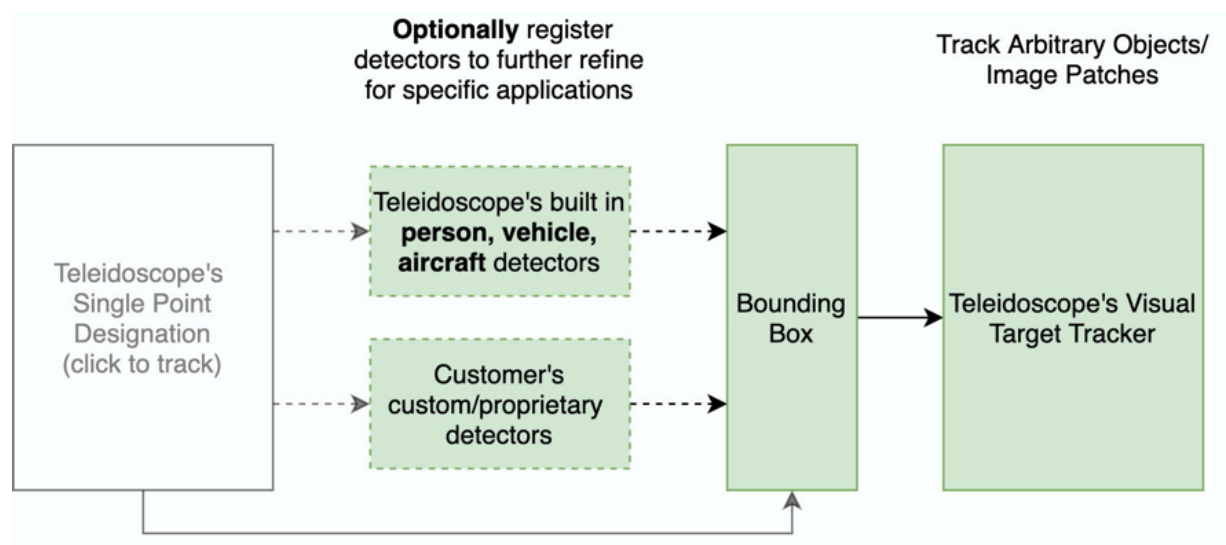 Optionally register
detectors to further refine
for specific applications
Track Arbitrary Objects/
Image Patches
Teleidoscope's
Single Point
Designation
(click to track)
Teleidoscope's built in
person, vehicle,
aircraft detectors
Customer's
custom/proprietary
detectors
Bounding
Box
Teleidoscope's Visual
Target Tracker